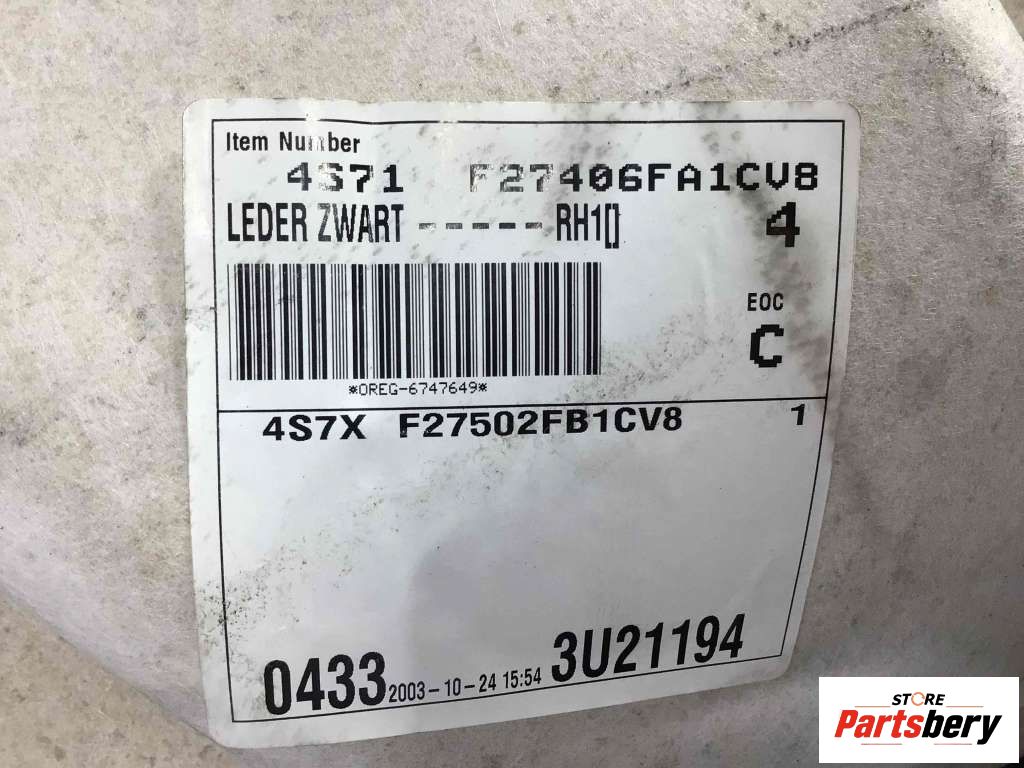 Item Number
4S71 F27406FA1CV8
LEDER ZWART ----- RH1[] 4
EOC
C
*OREG-6747649*
4S7X F27502FB1CV8 1
0433 2003-10-24 15:54 3U21194
STORE
Partsbery